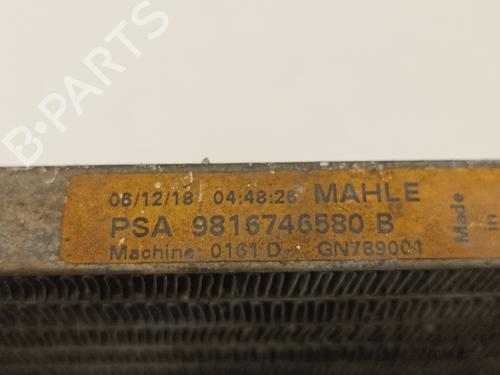 B-PARTS
06/12/18 04:48:26 MAHLE
PSA 9816746580 B
Machine: 0161 D- GN789001
Made
in